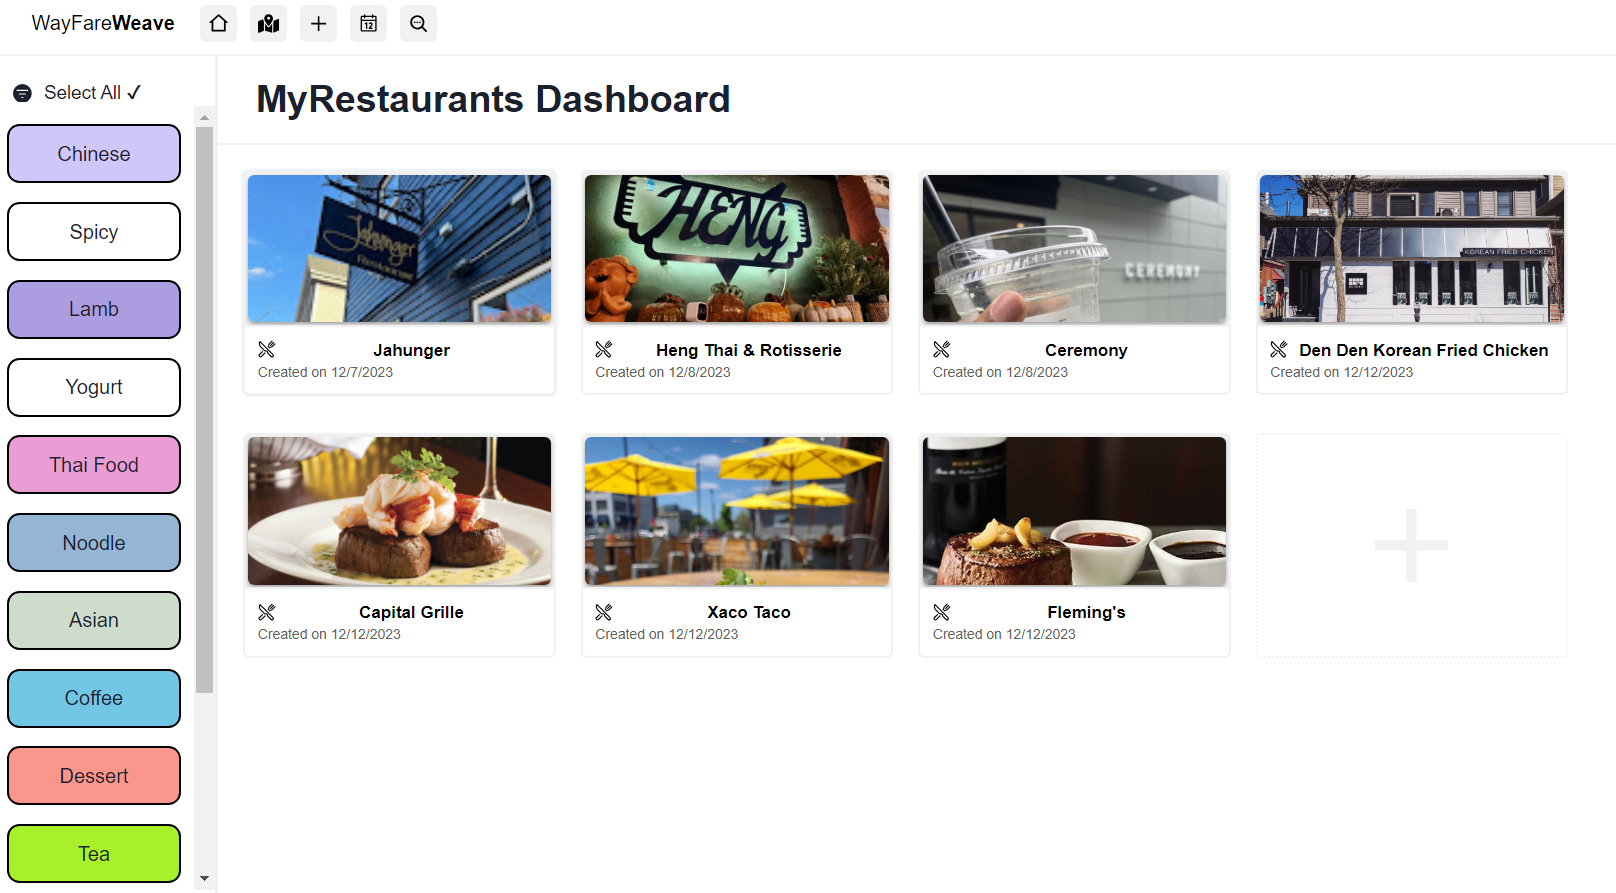 WayFareWeave
12
Select All ✓
MyRestaurants Dashboard
Chinese
Spicy
Lamb
Yogurt
Thai Food
Noodle
Asian
Coffee
Dessert
Tea
Jahunger
Restaurant
Jahunger
Created on 12/7/2023
HENG
Heng Thai & Rotisserie
Created on 12/8/2023
CEREMONY
Ceremony
Created on 12/8/2023
KOREAN FRIED CHICKEN
Den Den Korean Fried Chicken
Created on 12/12/2023
Capital Grille
Created on 12/12/2023
Xaco Taco
Created on 12/12/2023
Fleming's
Created on 12/12/2023